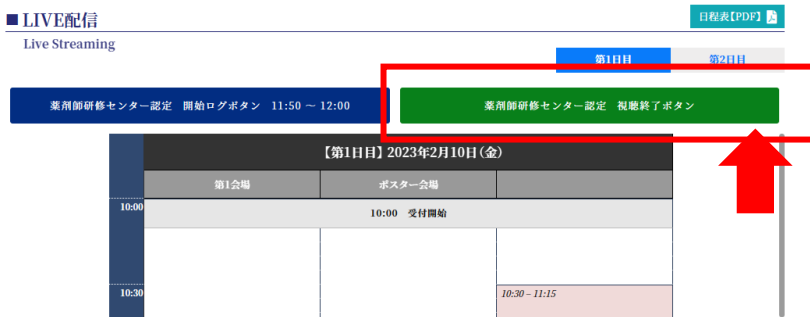 LIVE配信
日程表【PDF】
Live Streaming
第1日目
第2日目
薬剤師研修センター認定 開始ログボタン 11:50 ～ 12:00
薬剤師研修センター認定 視聴終了ボタン
【第1日目】 2023年2月10日(金)
第1会場
ポスター会場
10:00
10:00 受付開始
10:30
10:30 – 11:15